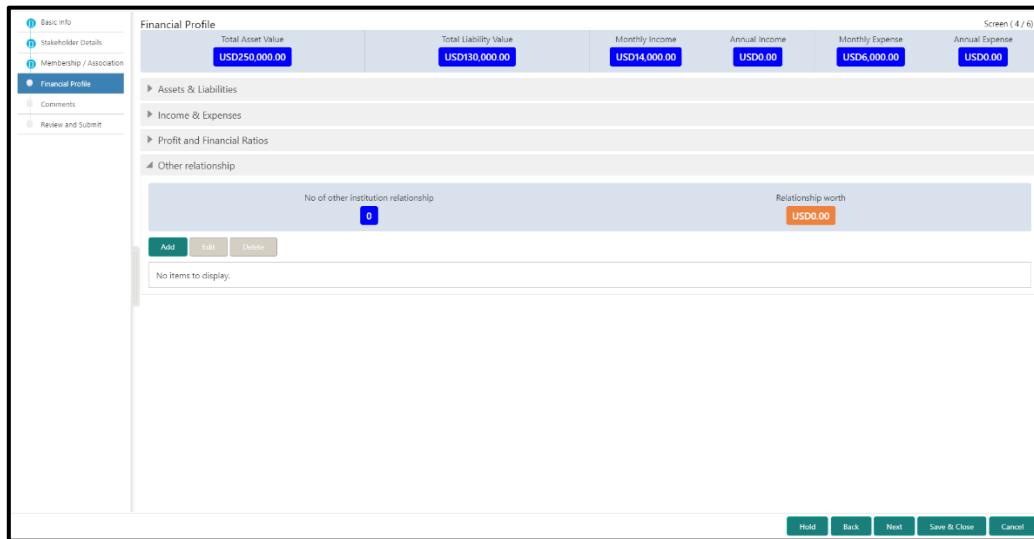 Basic Info
Stakeholder Details
Membership / Association
Financial Profile
Comments
Review and Submit
Financial Profile
Screen ( 4 / 6)
Total Asset Value
USD250,000.00
Total Liability Value
USD130,000.00
Monthly Income
USD14,000.00
Annual Income
USD0.00
Monthly Expense
USD6,000.00
Annual Expense
USD0.00
Assets & Liabilities
Income & Expenses
Profit and Financial Ratios
Other relationship
No of other institution relationship
0
Relationship worth
USD0.00
Add
Edit
Delete
No items to display.
Hold
Back
Next
Save & Close
Cancel